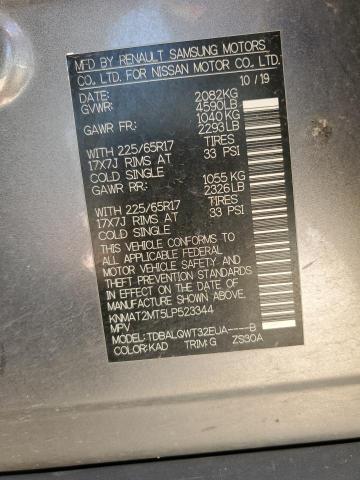 MFD BY RENAULT SAMSUNG MOTORS
CO., LTD. FOR NISSAN MOTOR CO., LTD.
DATE: 10/19
GVWR: 2082KG
4590LB
GAWR FR: 1040 KG
2293LB
WITH 225/65R17 TIRES
17X7J RIMS AT 33 PSI
COLD SINGLE
GAWR RR: 1055 KG
2326LB
WITH 225/65R17 TIRES
17X7J RIMS AT 33 PSI
COLD SINGLE
THIS VEHICLE CONFORMS TO
ALL APPLICABLE FEDERAL
MOTOR VEHICLE SAFETY AND
THEFT PREVENTION STANDARDS
IN EFFECT ON THE DATE OF
MANUFACTURE SHOWN ABOVE.
KNMAT2MT5LP523344
MPV
MODEL:TDBALQWT32EUA----B
COLOR:KAD TRIM:G ZS30A